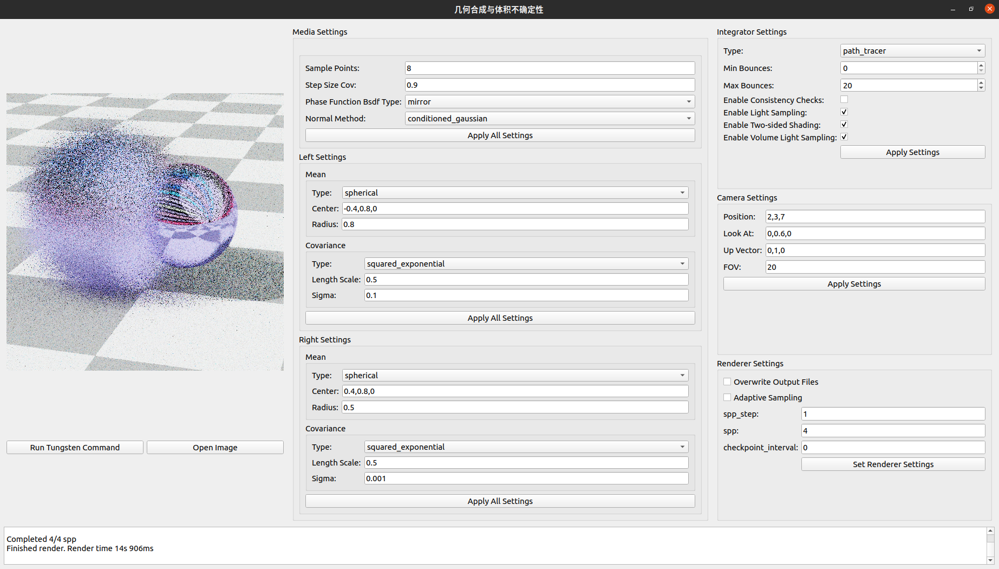 几何合成与体积不确定性
Run Tungsten Command
Open Image
Media Settings
Sample Points: 8
Step Size Cov: 0.9
Phase Function Bsdf Type: mirror
Normal Method: conditioned_gaussian
Apply All Settings
Left Settings
Mean
Type: spherical
Center: -0.4,0.8,0
Radius: 0.8
Covariance
Type: squared_exponential
Length Scale: 0.5
Sigma: 0.1
Apply All Settings
Right Settings
Mean
Type: spherical
Center: 0.4,0.8,0
Radius: 0.5
Covariance
Type: squared_exponential
Length Scale: 0.5
Sigma: 0.001
Apply All Settings
Integrator Settings
Type: path_tracer
Min Bounces: 0
Max Bounces: 20
Enable Consistency Checks:
Enable Light Sampling:
Enable Two-sided Shading:
Enable Volume Light Sampling:
Apply Settings
Camera Settings
Position: 2,3,7
Look At: 0,0.6,0
Up Vector: 0,1,0
FOV: 20
Apply Settings
Renderer Settings
Overwrite Output Files
Adaptive Sampling
spp_step: 1
spp: 4
checkpoint_interval: 0
Set Renderer Settings
Completed 4/4 spp
Finished render. Render time 14s 906ms